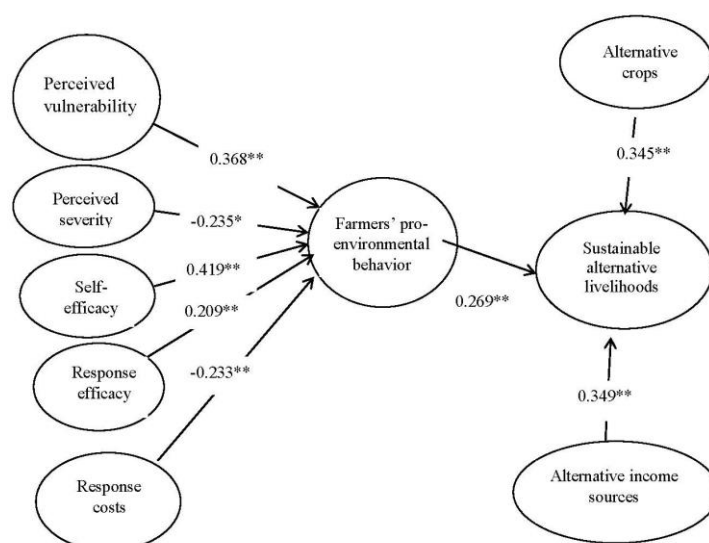 Perceived
vulnerability
0.368**
Perceived
severity
-0.235*
Self-
efficacy
0.419**
0.209**
Response
efficacy
-0.233**
Response
costs
Farmers’ pro-
environmental
behavior
0.269**
Alternative
crops
0.345**
Sustainable
alternative
livelihoods
0.349**
Alternative income
sources